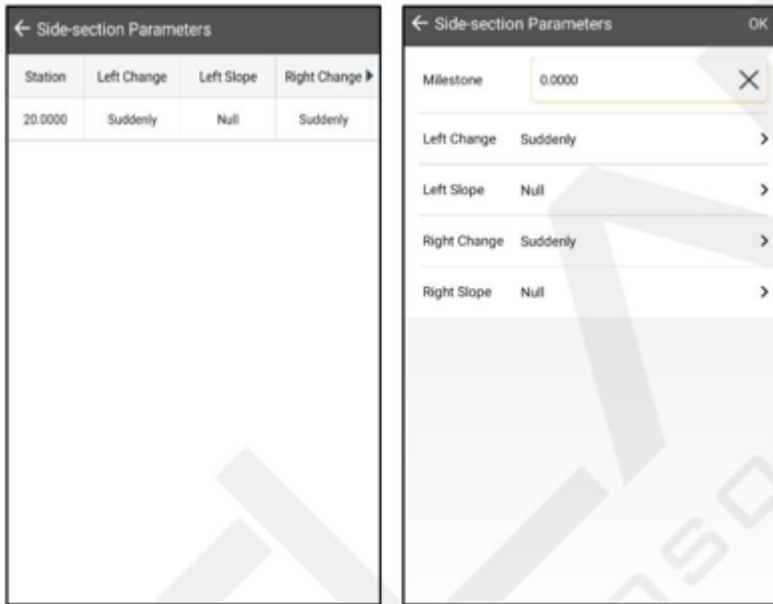 ← Side-section Parameters
Station Left Change Left Slope Right Change
20.0000 Suddenly Null Suddenly
← Side-section Parameters OK
Milestone 0.0000
Left Change Suddenly
Left Slope Null
Right Change Suddenly
Right Slope Null